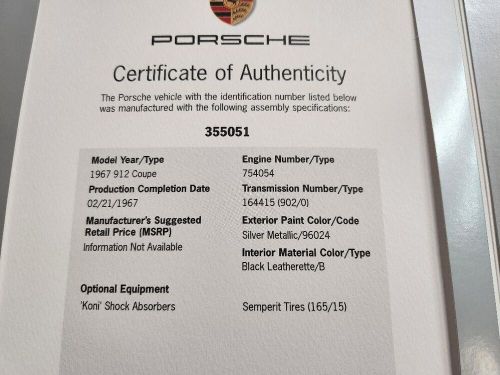 PORSCHE
Certificate of Authenticity
The Porsche vehicle with the identification number listed below
was manufactured with the following assembly specifications:
355051
Model Year/Type
1967 912 Coupe
Production Completion Date
02/21/1967
Manufacturer's Suggested
Retail Price (MSRP)
Information Not Available
Engine Number/Type
754054
Transmission Number/Type
164415 (902/0)
Exterior Paint Color/Code
Silver Metallic/96024
Interior Material Color/Type
Black Leatherette/B
Optional Equipment
'Koni' Shock Absorbers
Semperit Tires (165/15)